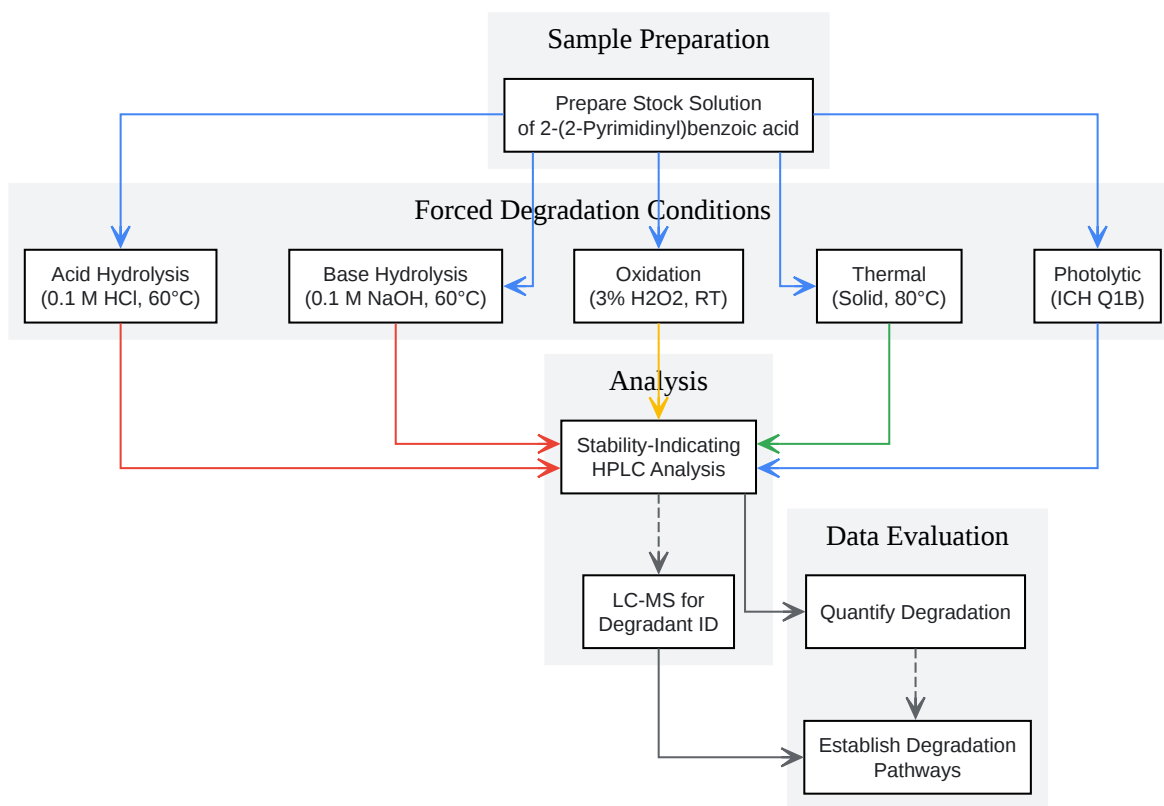 Sample Preparation
Prepare Stock Solution
of 2-(2-Pyrimidinyl)benzoic acid
Forced Degradation Conditions
Acid Hydrolysis
(0.1 M HCl, 60°C)
Base Hydrolysis
(0.1 M NaOH, 60°C)
Oxidation
(3% H2O2, RT)
Thermal
(Solid, 80°C)
Photolytic
(ICH Q1B)
Analysis
Stability-Indicating
HPLC Analysis
LC-MS for
Degradant ID
Data Evaluation
Quantify Degradation
Establish Degradation
Pathways